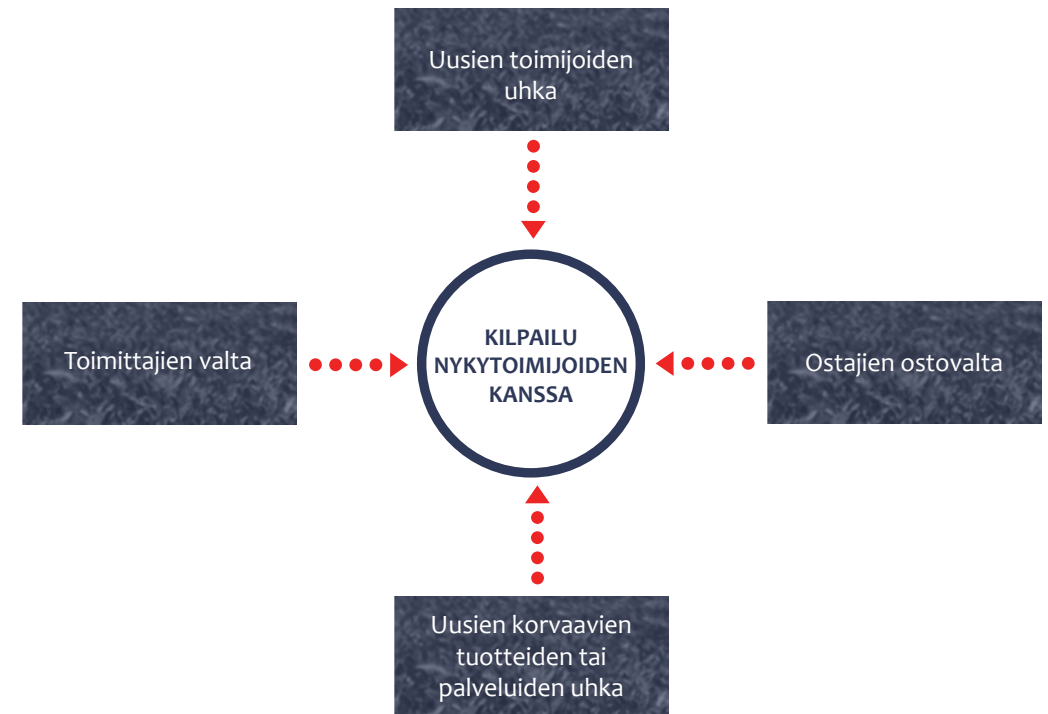 Uusien toimijoiden
uhka
Toimittajien valta
KILPAILU
NYKYTOIMIJOIDEN
KANSSA
Ostajien ostovalta
Uusien korvaavien
tuotteiden tai
palveluiden uhka